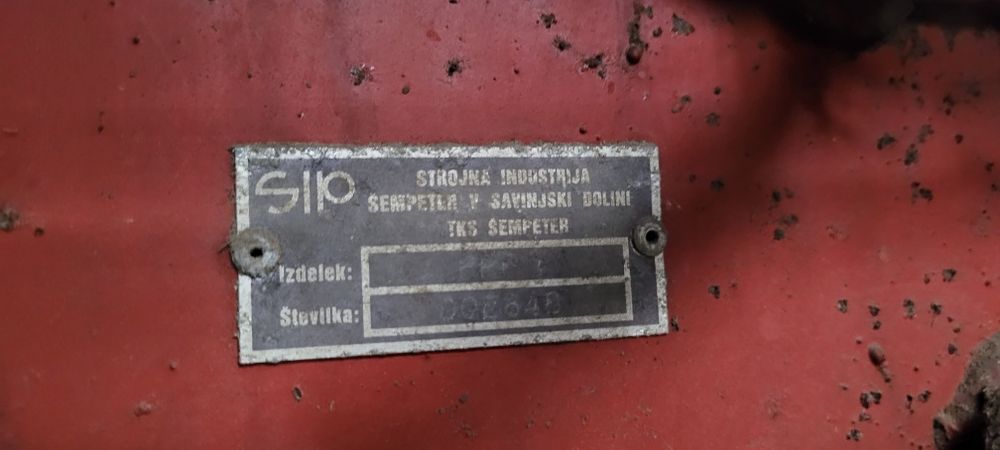 SIP
STROJNA INDUSTRIJA
ŠEMPETER V SAVINJSKI DOLINI
TKS ŠEMPETER
Izdelek:
Številka: